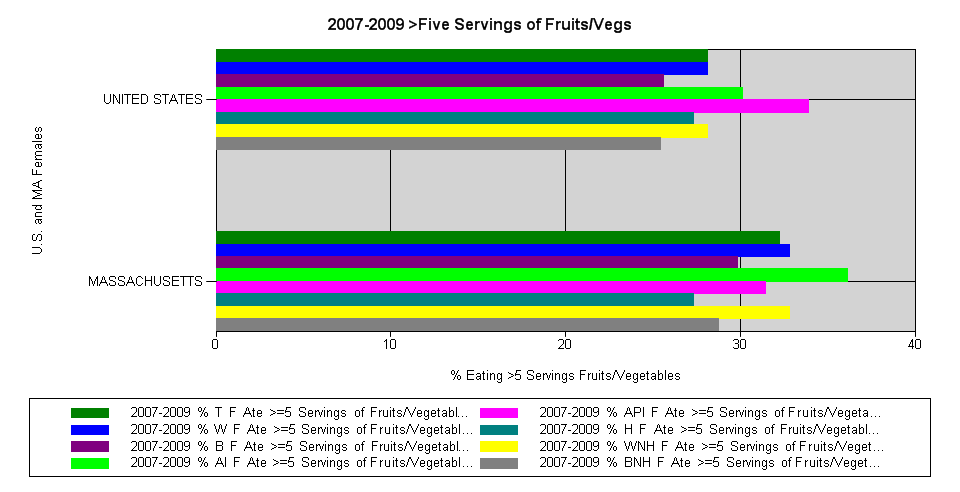 2007-2009 >Five Servings of Fruits/Vegs
U.S. and MA Females
UNITED STATES
MASSACHUSETTS
0 10 20 30 40
% Eating >5 Servings Fruits/Vegetables
2007-2009 % T F Ate >=5 Servings of Fruits/Vegetabl...
2007-2009 % W F Ate >=5 Servings of Fruits/Vegetabl...
2007-2009 % B F Ate >=5 Servings of Fruits/Vegetabl...
2007-2009 % AI F Ate >=5 Servings of Fruits/Vegetabl...
2007-2009 % API F Ate >=5 Servings of Fruits/Vegeta...
2007-2009 % H F Ate >=5 Servings of Fruits/Vegetabl...
2007-2009 % WNH F Ate >=5 Servings of Fruits/Veget...
2007-2009 % BNH F Ate >=5 Servings of Fruits/Veget...